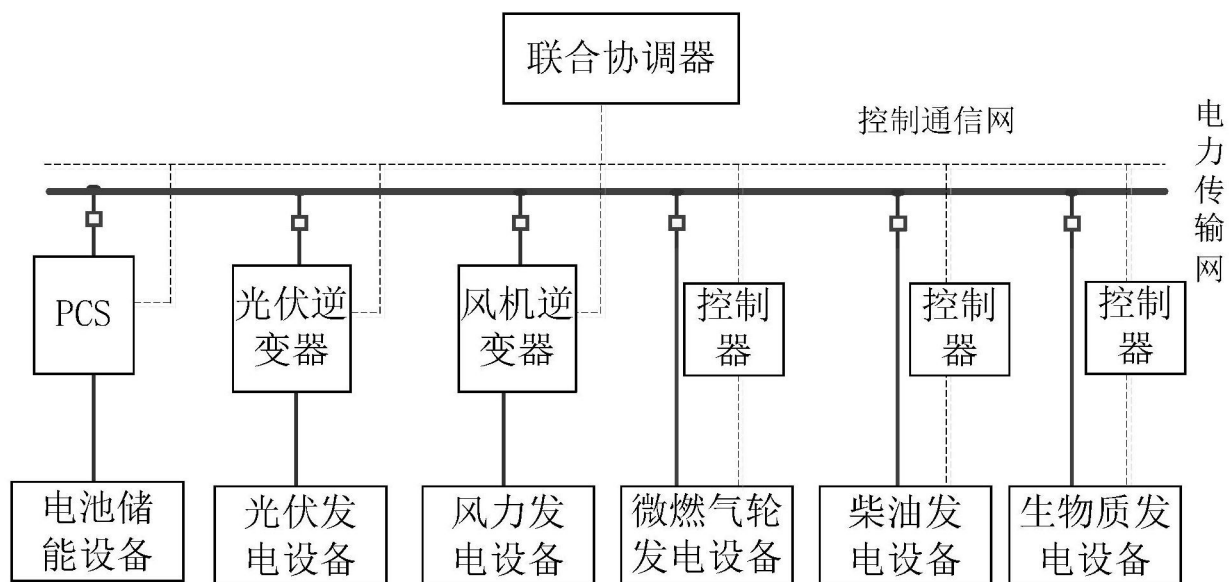 联合协调器
控制通信网
电力传输网
PCS
光伏逆
变器
风机逆
变器
控制
器
控制
器
控制
器
电池储
能设备
光伏发
电设备
风力发
电设备
微燃气轮
发电设备
柴油发
电设备
生物质发
电设备